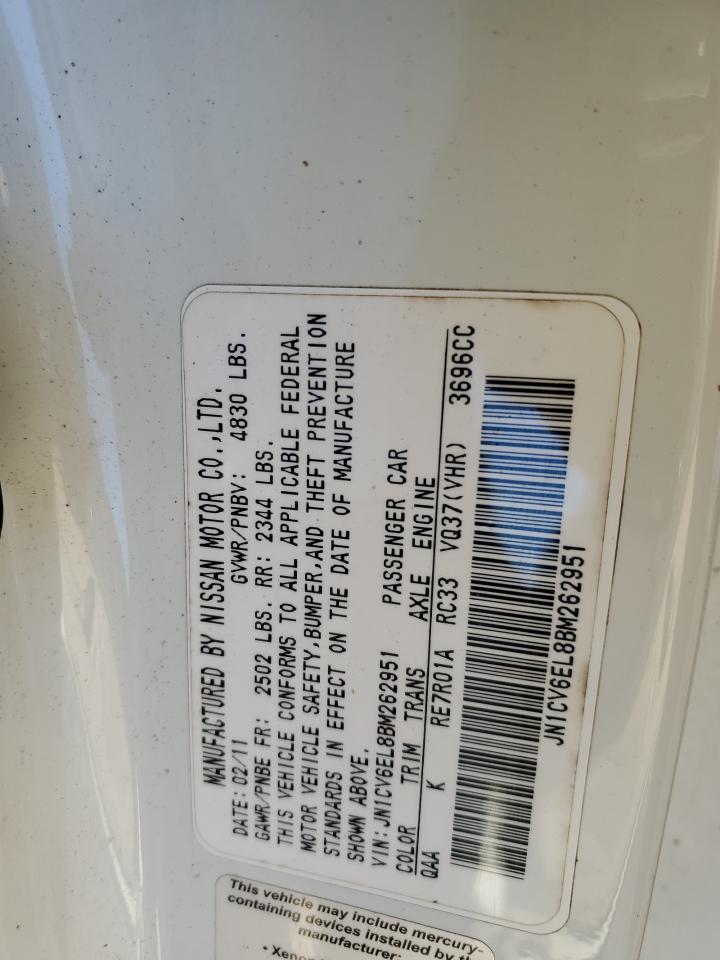 MANUFACTURED BY NISSAN MOTOR CO.,LTD.
DATE: 02/11 GVWR/PNBV: 4830 LBS.
GAWR/PNBE FR: 2502 LBS. RR: 2344 LBS.
THIS VEHICLE CONFORMS TO ALL APPLICABLE FEDERAL
MOTOR VEHICLE SAFETY,BUMPER,AND THEFT PREVENTION
STANDARDS IN EFFECT ON THE DATE OF MANUFACTURE
SHOWN ABOVE.
VIN:JN1CV6EL8BM262951 PASSENGER CAR
COLOR TRIM TRANS AXLE ENGINE
QAA K RE7R01A RC33 VQ37(VHR) 3696CC
JN1CV6EL8BM262951
This vehicle may include mercury-
containing devices installed by
manufacturer: